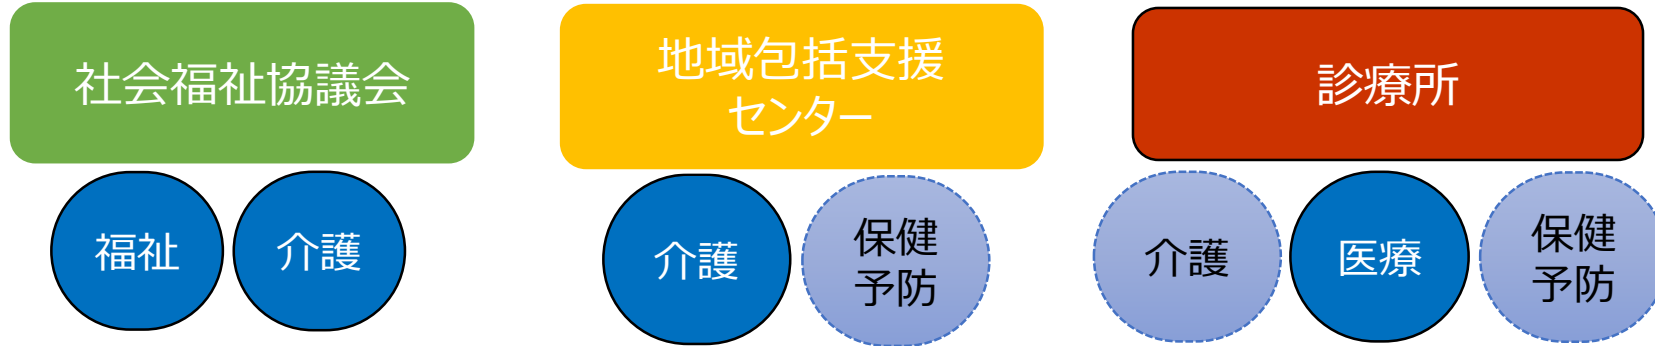 社会福祉協議会
地域包括支援
センター
診療所
福祉
介護
介護
保健
予防
介護
医療
保健
予防